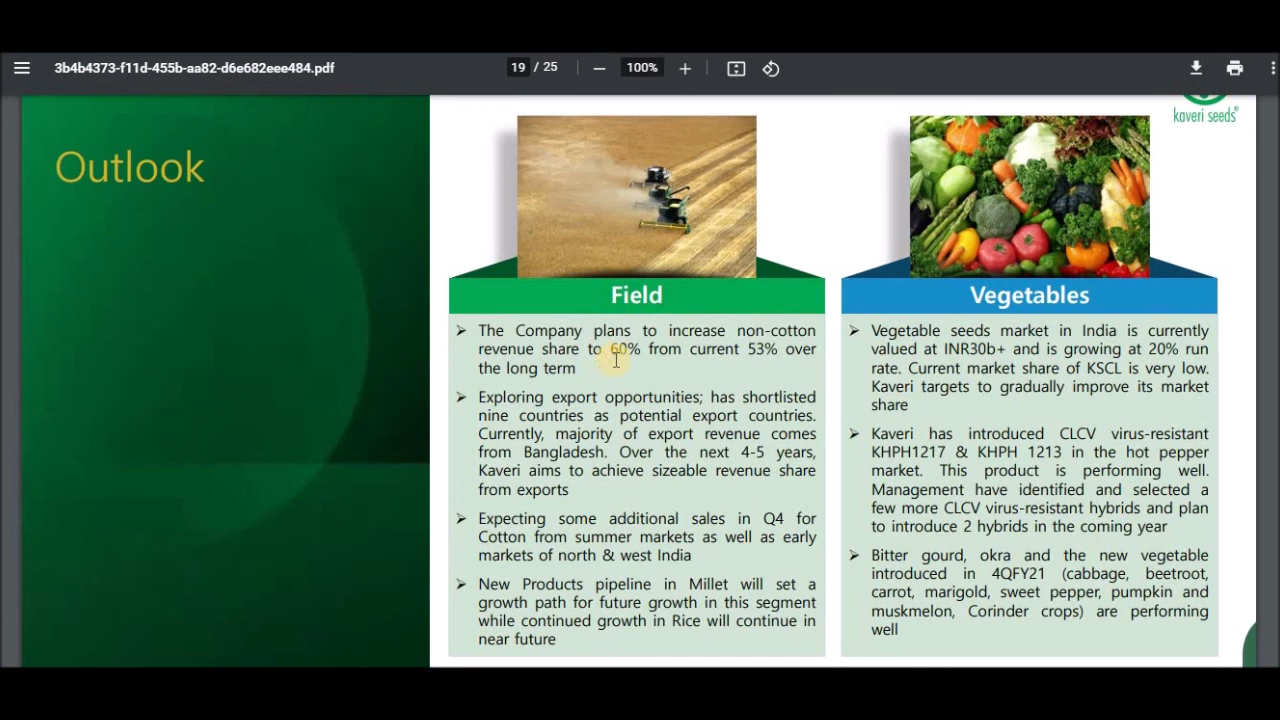 3b4b4373-f11d-455b-aa82-d6e682eee484.pdf
19 / 25
100%
kaveri seeds®
Outlook
Field
➢ The Company plans to increase non-cotton
revenue share to 60% from current 53% over
the long term
➢ Exploring export opportunities; has shortlisted
nine countries as potential export countries.
Currently, majority of export revenue comes
from Bangladesh. Over the next 4-5 years,
Kaveri aims to achieve sizeable revenue share
from exports
➢ Expecting some additional sales in Q4 for
Cotton from summer markets as well as early
markets of north & west India
➢ New Products pipeline in Millet will set a
growth path for future growth in this segment
while continued growth in Rice will continue in
near future
Vegetables
➢ Vegetable seeds market in India is currently
valued at INR30b+ and is growing at 20% run
rate. Current market share of KSCL is very low.
Kaveri targets to gradually improve its market
share
➢ Kaveri has introduced CLCV virus-resistant
KHPH1217 & KHPH 1213 in the hot pepper
market. This product is performing well.
Management have identified and selected a
few more CLCV virus-resistant hybrids and plan
to introduce 2 hybrids in the coming year
➢ Bitter gourd, okra and the new vegetable
introduced in 4QFY21 (cabbage, beetroot,
carrot, marigold, sweet pepper, pumpkin and
muskmelon, Corinder crops) are performing
well